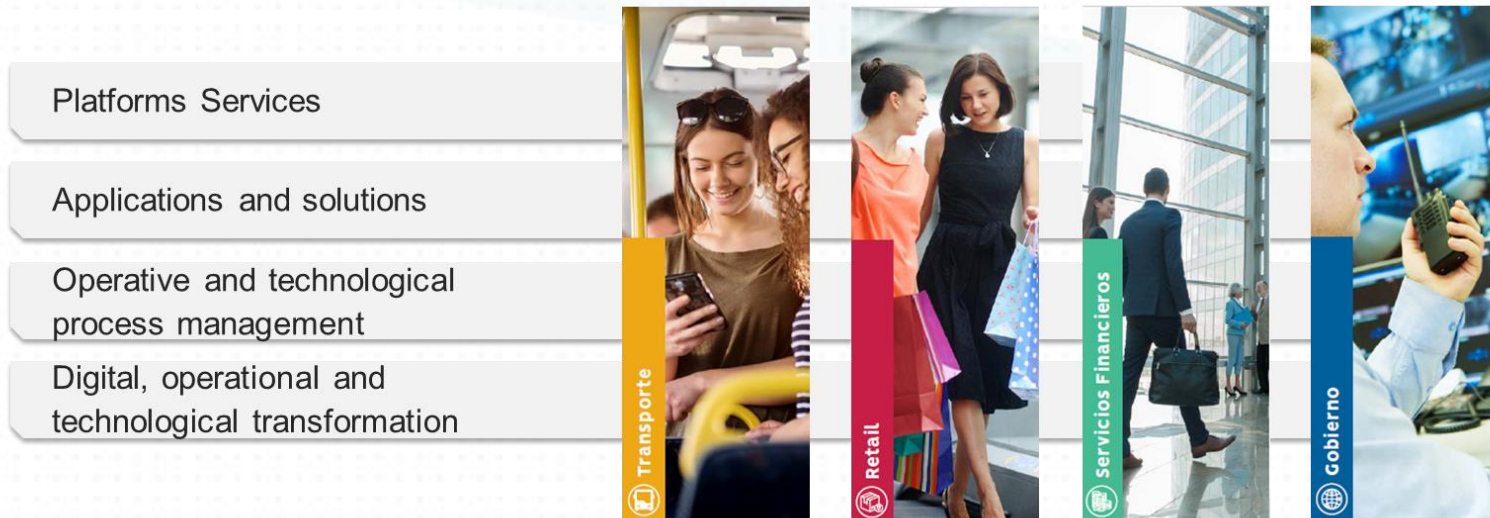 Platforms Services
Applications and solutions
Operative and technological
process management
Digital, operational and
technological transformation
Transporte
Retail
Servicios Financieros
Gobierno